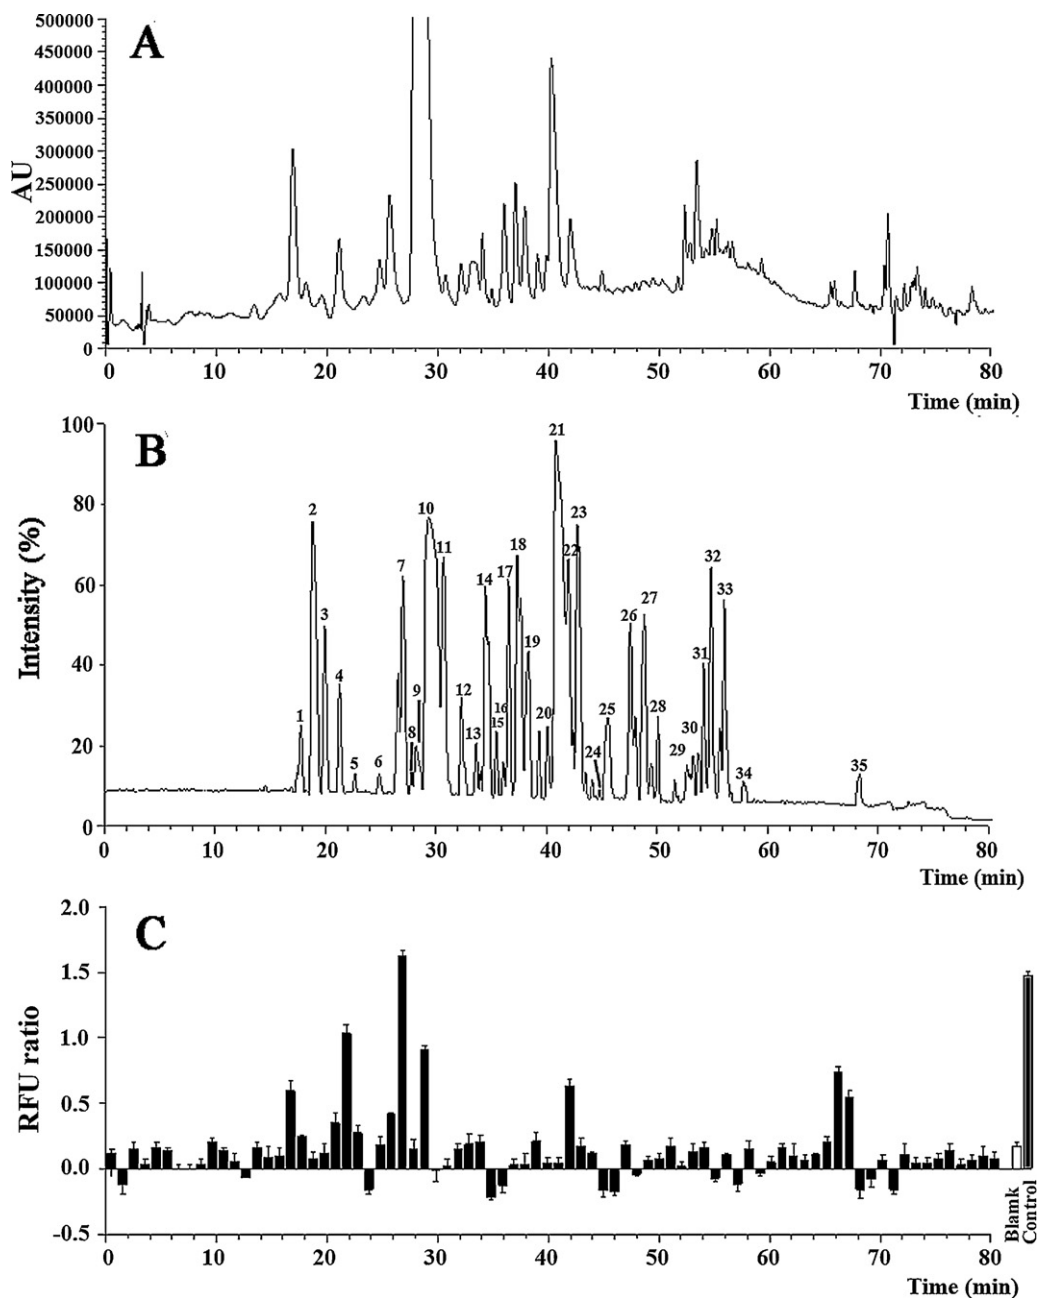 A
500000
450000
400000
350000
300000
250000
200000
150000
100000
50000
0
AU
0 10 20 30 40 50 60 70 80
Time (min)
B
100
80
60
40
20
0
Intensity (%)
1 2 3 4 5 6 7 8 9 10 11 12 13 14 15 16 17 18 19 20 21 22 23 24 25 26 27 28 29 30 31 32 33 34 35
0 10 20 30 40 50 60 70 80
Time (min)
C
2.0
1.5
1.0
0.5
0.0
-0.5
RFU ratio
0 10 20 30 40 50 60 70 80
Blamk
Control
Time (min)